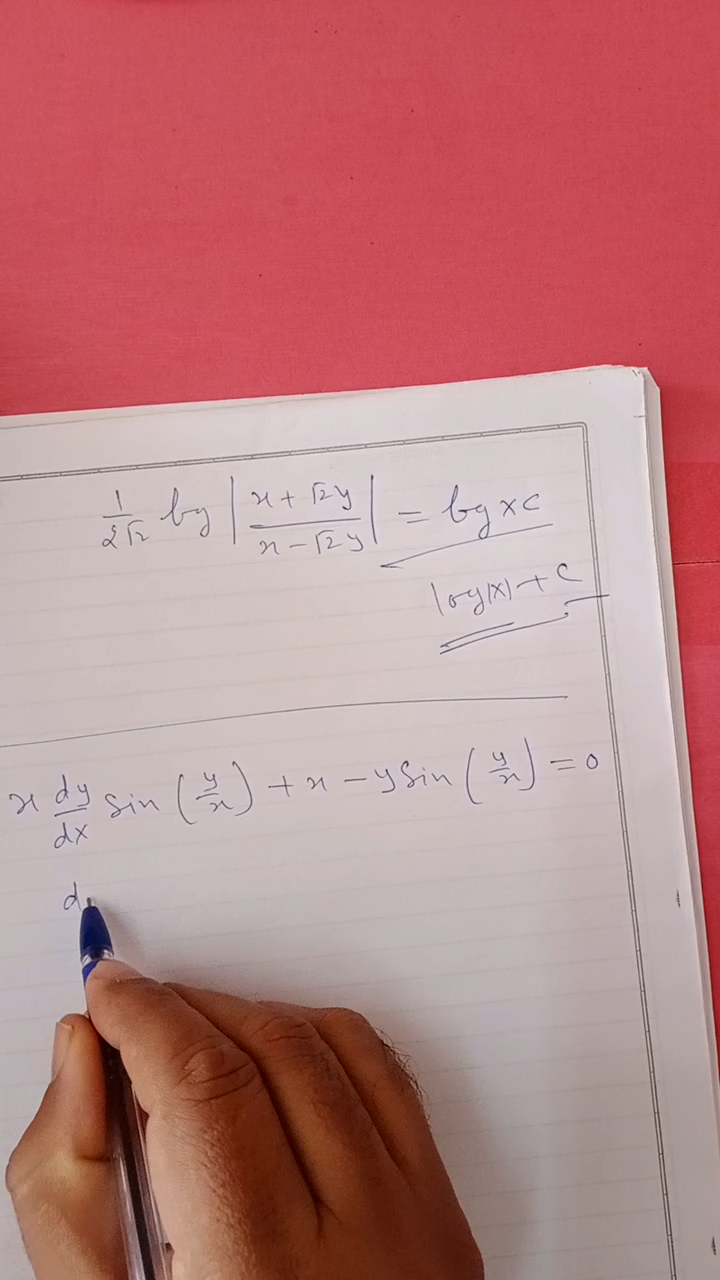 1/2√2 log |x+√2y / x-√2y| = log xc
log|x| + c
x dy/dx sin (y/x) + x - y sin (y/x) = 0
d